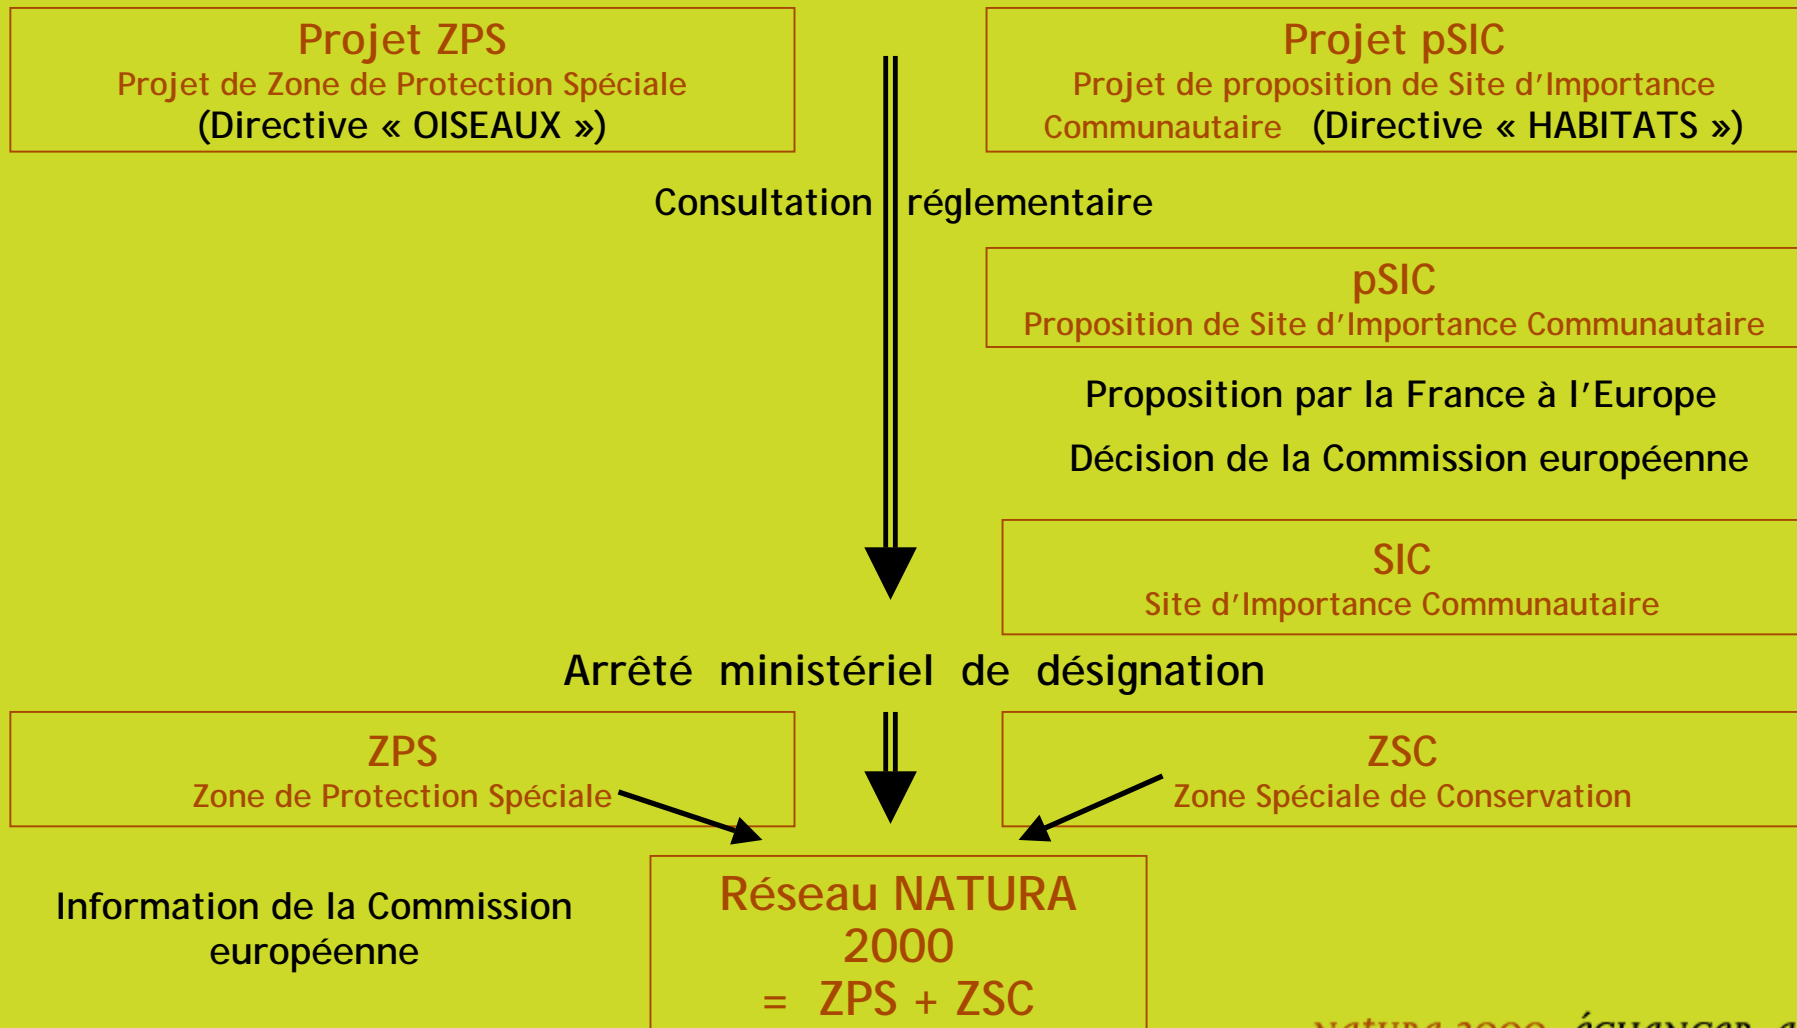 Projet ZPS
Projet de Zone de Protection Spéciale
(Directive « OISEAUX »)
Projet pSIC
Projet de proposition de Site d’Importance
Communautaire (Directive « HABITATS »)
Consultation réglementaire
pSIC
Proposition de Site d’Importance Communautaire
Proposition par la France à l’Europe
Décision de la Commission européenne
SIC
Site d’Importance Communautaire
Arrêté ministériel de désignation
ZPS
Zone de Protection Spéciale
ZSC
Zone Spéciale de Conservation
Information de la Commission
européenne
Réseau NATURA
2000
= ZPS + ZSC